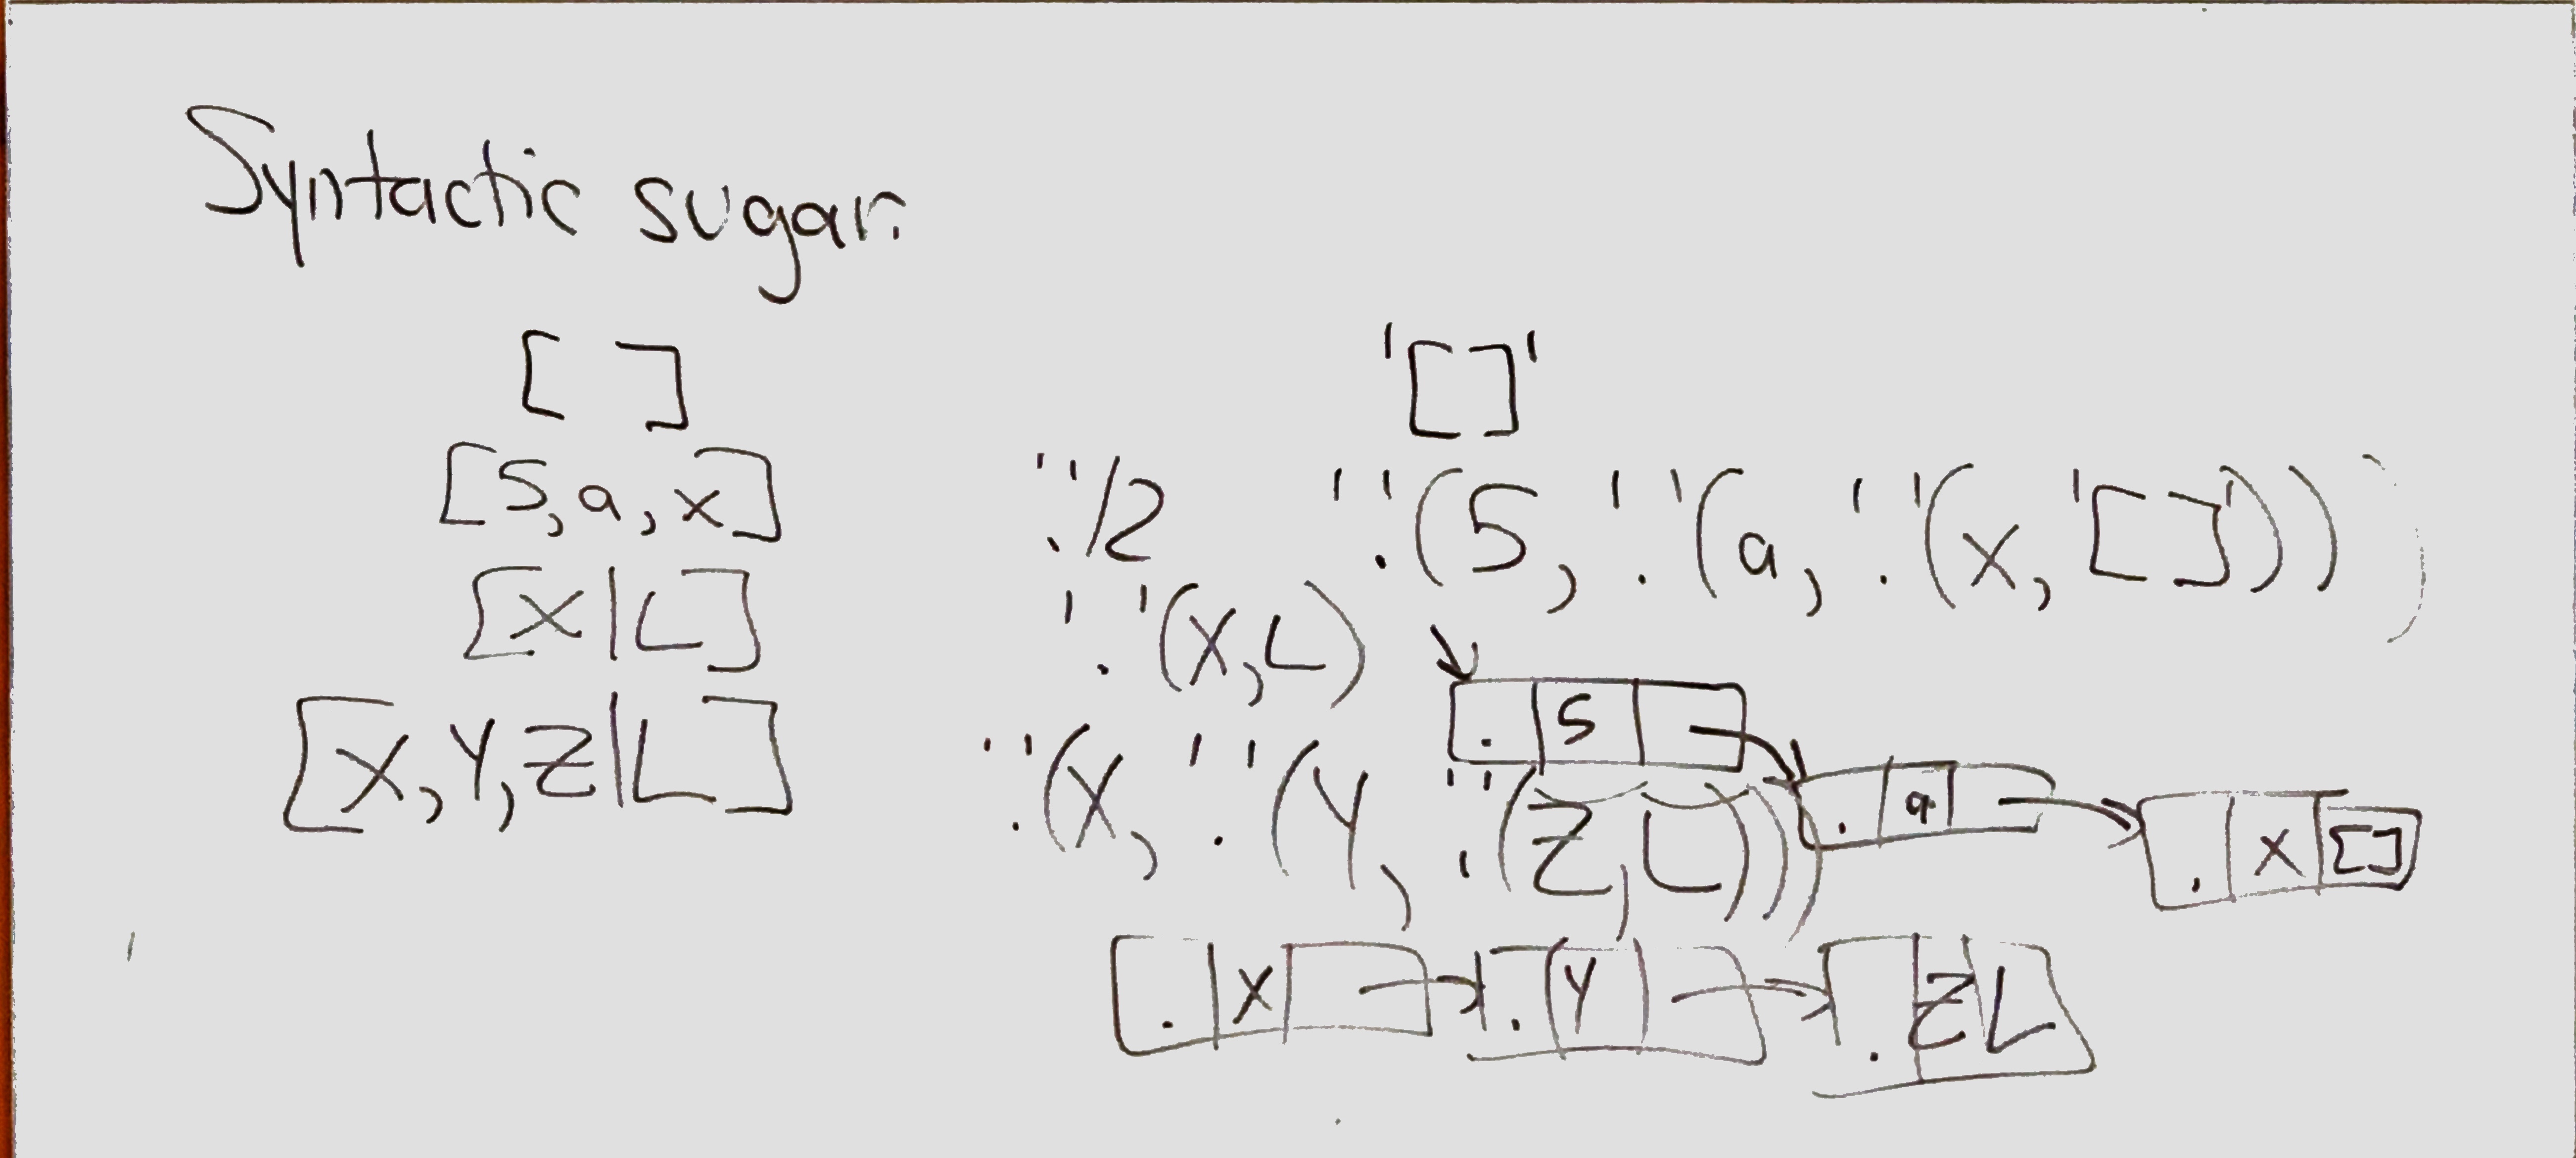 Syntactic sugar:
[ ] '[]'
[5,a,x] '.'/2 '.'(5,'.'(a,'.'(x,'[]')))
[X|L] '.'(X,L)
. 5
[X,Y,Z|L] '.'(X,'.'(Y,'.'(Z,L)))
. a
. x []
. X . Y . Z L